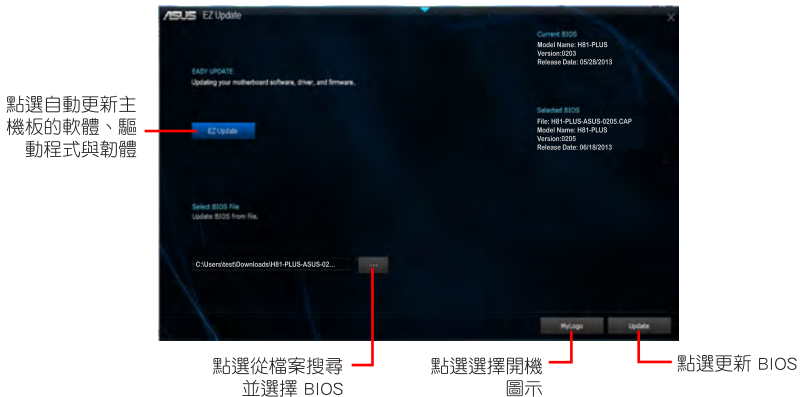 ASUS EZ Update
Current BIOS
Model Name: H81-PLUS
Version:0203
Release Date: 05/28/2013
EASY UPDATE
Updating your motherboard software, driver, and firmware.
點選自動更新主
機板的軟體、驅
動程式與韌體
EZ Update
Selected BIOS
File: H81-PLUS-ASUS-0205.CAP
Model Name: H81-PLUS
Version:0205
Release Date: 06/18/2013
Select BIOS File
Update BIOS from file.
C:\Users\test\Downloads\H81-PLUS-ASUS-02...
...
MyLogo
Update
點選從檔案搜尋
並選擇 BIOS
點選選擇開機
圖示
點選更新 BIOS